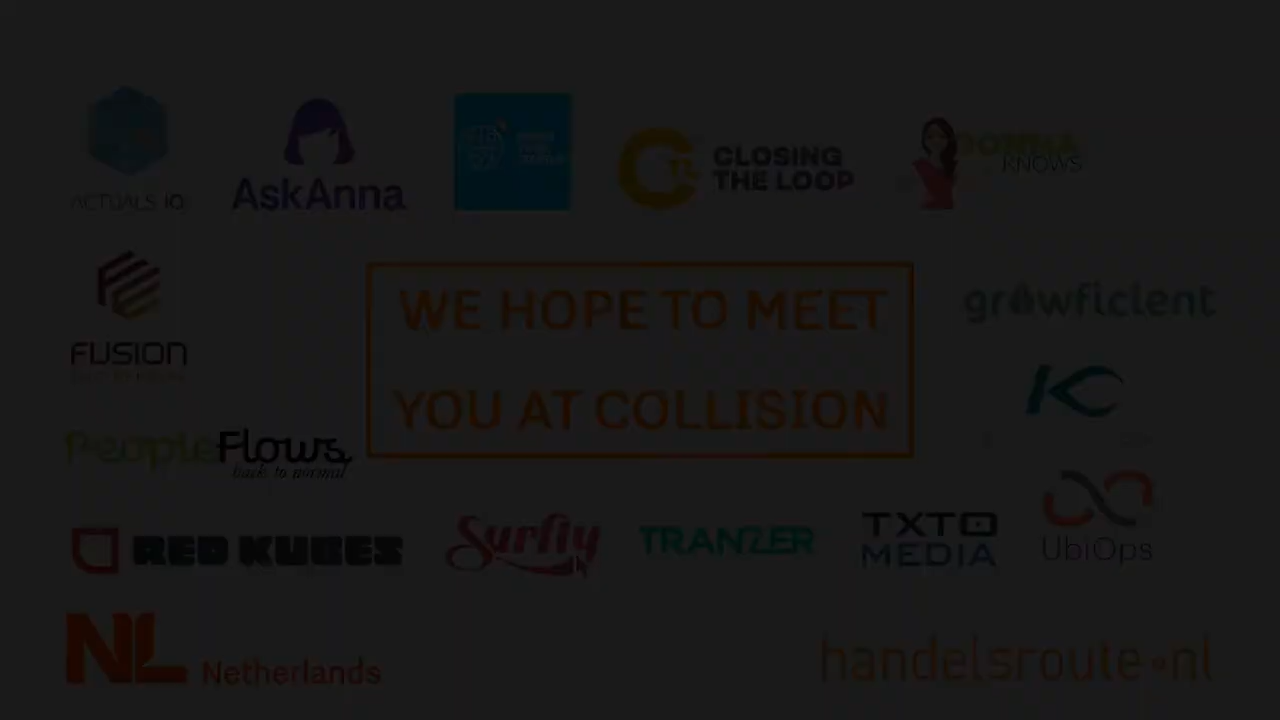 ACTUALS IO
AskAnna
CLOSING
THE LOOP
KNOWS
FUSION
WE HOPE TO MEET
YOU AT COLLISION
growficient
PeopleFlows
back to normal
RED KUBES
Surfly
TRANZER
TXTO
MEDIA
UbiOps
NL Netherlands
handelsroute.nl